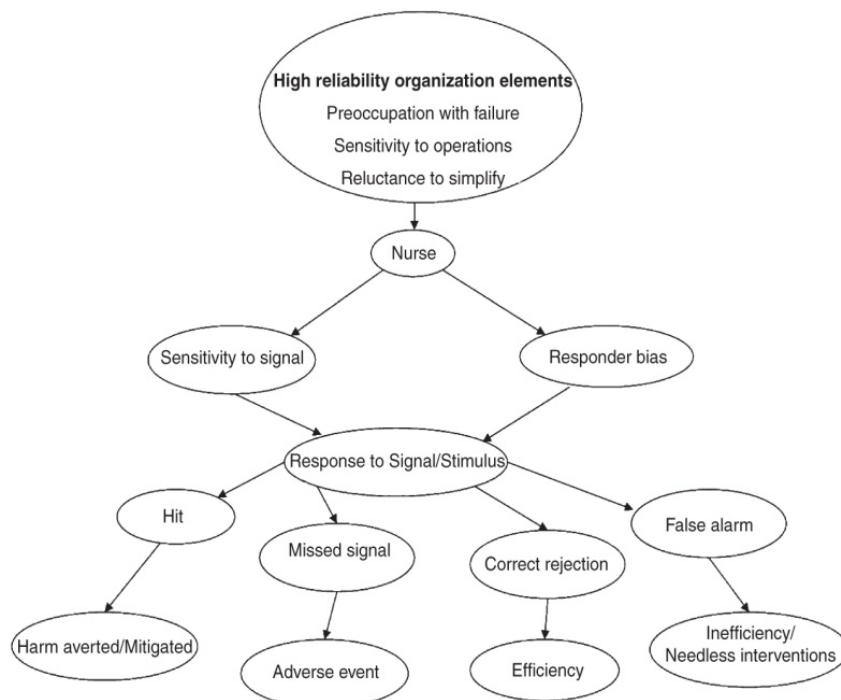 High reliability organization elements
Preoccupation with failure
Sensitivity to operations
Reluctance to simplify
Nurse
Sensitivity to signal
Responder bias
Response to Signal/Stimulus
Hit
Missed signal
Correct rejection
False alarm
Harm averted/Mitigated
Adverse event
Efficiency
Inefficiency/
Needless interventions